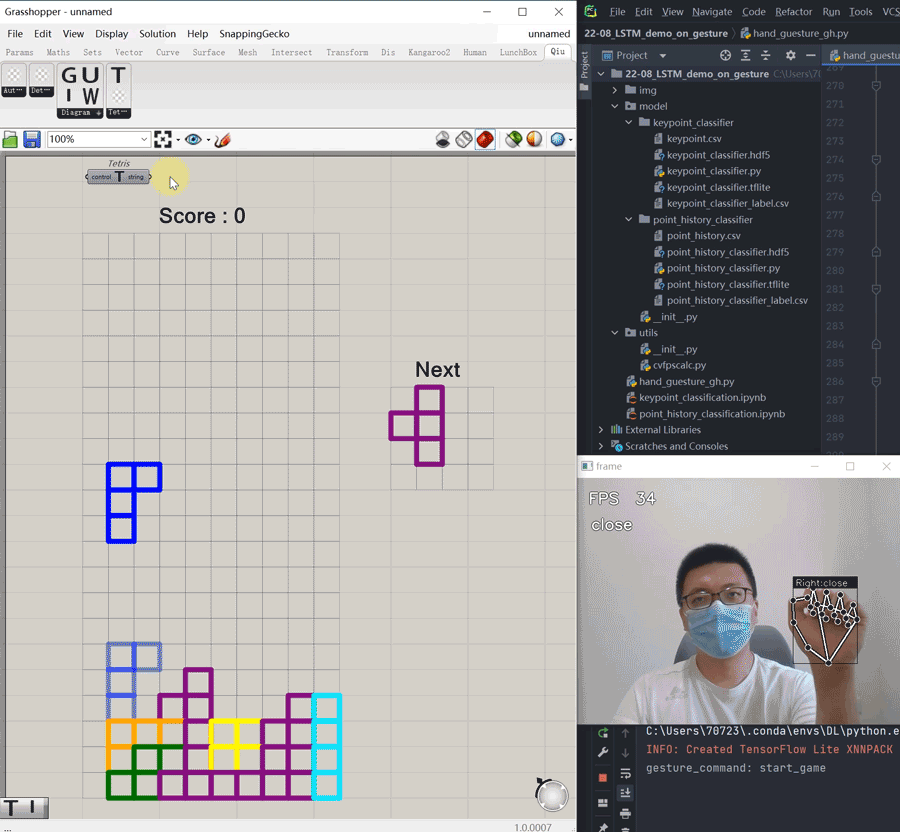 Grasshopper - unnamed
File Edit View Display Solution Help SnappingGecko unnamed
Params Maths Sets Vector Curve Surface Mesh Intersect Transform Dis Kangaroo2 Human LunchBox Qiu
G U T
I W
Aut··· Det··· Diagram Tet···
100%
Tetris
control T string
Score : 0
Next
T I
...
1.0.0007
PC File Edit View Navigate Code Refactor Run Tools VCS
22-08_LSTM_demo_on_gesture hand_guesture_gh.py
Project
Project
hand_guestu
22-08_LSTM_demo_on_gesture C:\Users\70
img
model
keypoint_classifier
keypoint.csv
keypoint_classifier.hdf5
keypoint_classifier.py
keypoint_classifier.tflite
keypoint_classifier_label.csv
point_history_classifier
point_history.csv
point_history_classifier.hdf5
point_history_classifier.py
point_history_classifier.tflite
point_history_classifier_label.csv
__init__.py
utils
__init__.py
cvfpscalc.py
hand_guesture_gh.py
keypoint_classification.ipynb
point_history_classification.ipynb
External Libraries
Scratches and Consoles
270
271
272
273
274
275
276
277
278
279
280
281
282
283
284
285
286
287
288
289
frame
FPS 34
close
Right:close
C:\Users\70723\.conda\envs\DL\python.e
INFO: Created TensorFlow Lite XNNPACK
gesture_command: start_game